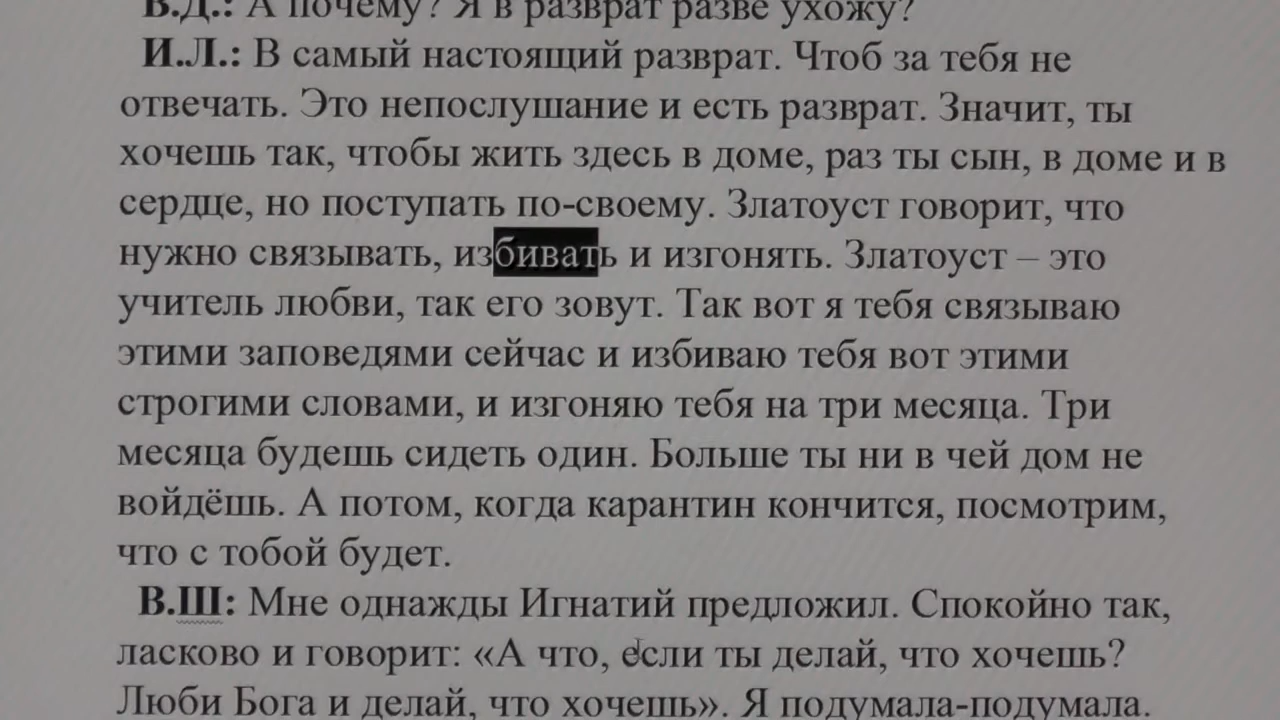 В.Д.: А почему? Я в разврат разве ухожу?
И.Л.: В самый настоящий разврат. Чтоб за тебя не
отвечать. Это непослушание и есть разврат. Значит, ты
хочешь так, чтобы жить здесь в доме, раз ты сын, в доме и в
сердце, но поступать по-своему. Златоуст говорит, что
нужно связывать, избивать и изгонять. Златоуст – это
учитель любви, так его зовут. Так вот я тебя связываю
этими заповедями сейчас и избиваю тебя вот этими
строгими словами, и изгоняю тебя на три месяца. Три
месяца будешь сидеть один. Больше ты ни в чей дом не
войдёшь. А потом, когда карантин кончится, посмотрим,
что с тобой будет.
В.Ш: Мне однажды Игнатий предложил. Спокойно так,
ласково и говорит: «А что, если ты делай, что хочешь?
Люби Бога и делай, что хочешь». Я подумала-подумала.